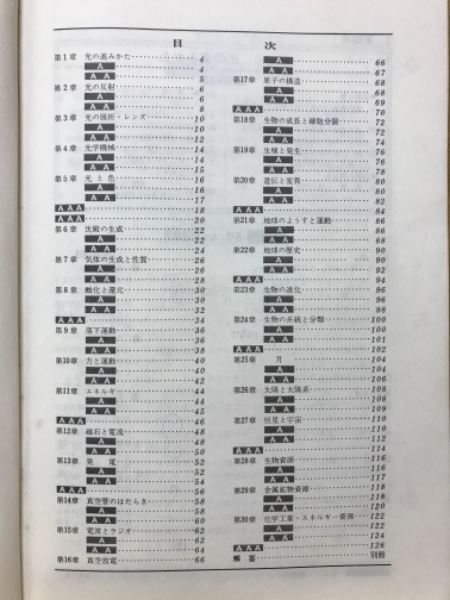 目次
第1章 光の進みかた 4
A 4
AA 5
第2章 光の反射 6
A 6
AA 8
第3章 光の屈折・レンズ 10
A 10
AA 12
第4章 光学機械 14
A 14
AA 15
第5章 光と色 16
A 16
AA 17
AAA 18
AAA 20
第6章 沈殿の生成 22
A 22
AA 24
第7章 気体の生成と性質 26
A 26
AA 28
第8章 酸化と還元 30
A 30
AA 32
AAA 34
第9章 落下運動 36
A 36
AA 38
第10章 力と運動 40
A 40
AA 42
第11章 エネルギー 44
A 44
AA 45
AAA 46
第12章 磁石と電流 48
A 48
AA 50
第13章 発電 52
A 52
AA 54
AAA 56
第14章 真空管のはたらき 58
A 58
AA 60
第15章 電波とラジオ 62
A 62
AA 64
第16章 真空放電 66
A 66
AA 67
第17章 原子の構造 68
A 68
AA 69
AAA 70
第18章 生物の成長と細胞分裂 72
A 72
AA 74
第19章 生殖と発生 76
A 76
AA 78
第20章 遺伝と変異 80
A 80
AA 82
AAA 84
第21章 地球のようすと運動 86
A 86
AA 88
第22章 地球の歴史 90
A 90
AA 92
AAA 94
第23章 生物の進化 96
A 96
AA 98
第24章 生物の系統と分類 100
A 100
AA 101
AAA 102
第25章 月 104
A 104
AA 106
第26章 太陽と太陽系 108
A 108
AA 109
第27章 恒星と宇宙 110
A 110
AA 112
AAA 114
第28章 生物資源 116
A 116
AA 117
第29章 金属鉱物資源 118
A 118
AA 120
第30章 化学工業・エネルギー資源 122
A 122
AA 124
AAA 126
解答 別冊